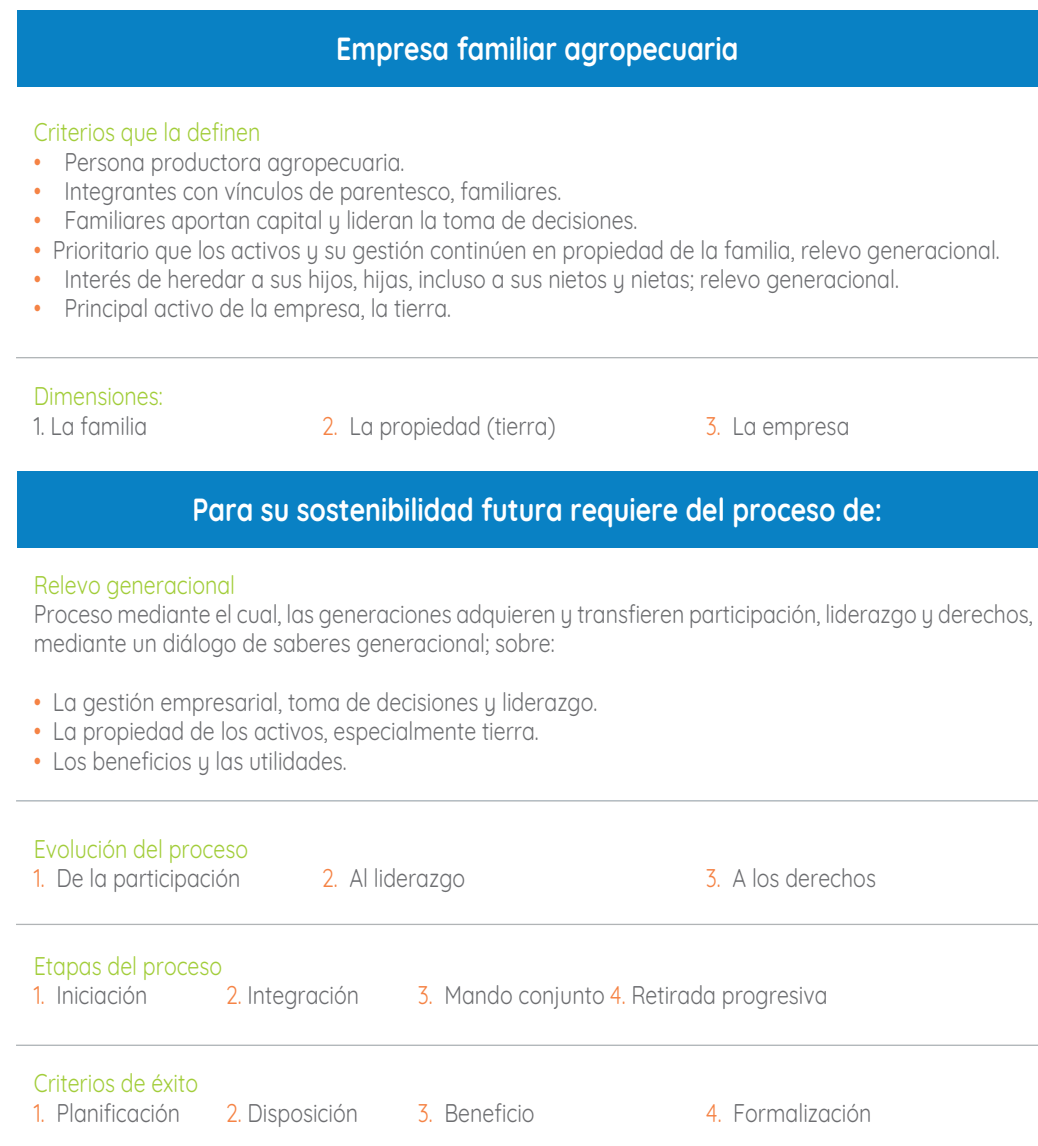 Empresa familiar agropecuaria
Criterios que la definen
• Persona productora agropecuaria.
• Integrantes con vínculos de parentesco, familiares.
• Familiares aportan capital y lideran la toma de decisiones.
• Prioritario que los activos y su gestión continúen en propiedad de la familia, relevo generacional.
• Interés de heredar a sus hijos, hijas, incluso a sus nietos y nietas; relevo generacional.
• Principal activo de la empresa, la tierra.
Dimensiones:
1. La familia 2. La propiedad (tierra) 3. La empresa
Para su sostenibilidad futura requiere del proceso de:
Relevo generacional
Proceso mediante el cual, las generaciones adquieren y transfieren participación, liderazgo y derechos,
mediante un diálogo de saberes generacional; sobre:
• La gestión empresarial, toma de decisiones y liderazgo.
• La propiedad de los activos, especialmente tierra.
• Los beneficios y las utilidades.
Evolución del proceso
1. De la participación 2. Al liderazgo 3. A los derechos
Etapas del proceso
1. Iniciación 2. Integración 3. Mando conjunto 4. Retirada progresiva
Criterios de éxito
1. Planificación 2. Disposición 3. Beneficio 4. Formalización